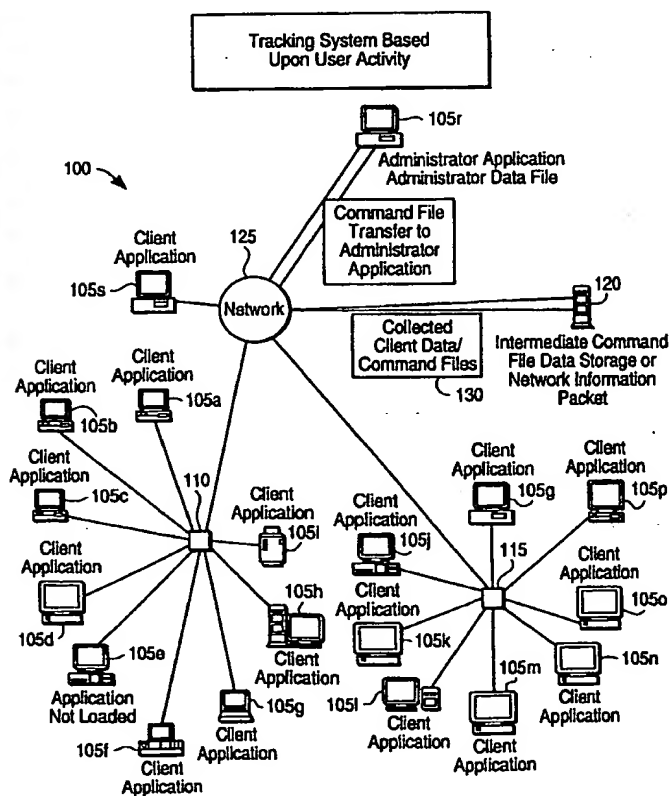 Tracking System Based
Upon User Activity
105r
100
Administrator Application
Administrator Data File
Command File
Transfer to
Administrator
Application
125
Client
Application
105s
Network
120
Collected
Client Data/
Command Files
130
Intermediate Command
File Data Storage or
Network Information
Packet
Client
Application
105b
Client
Application
105a
Client
Application
105c
110
Client
Application
105i
Client
Application
105g
Client
Application
105p
105j
115
Client
Application
105d
105h
Client
Application
Client
Application
105k
Client
Application
105o
105e
Application
Not Loaded
105n
Client
Application
105l
105m
Client
Application
105g
Client
Application
105f
Client
Application
Client
Application